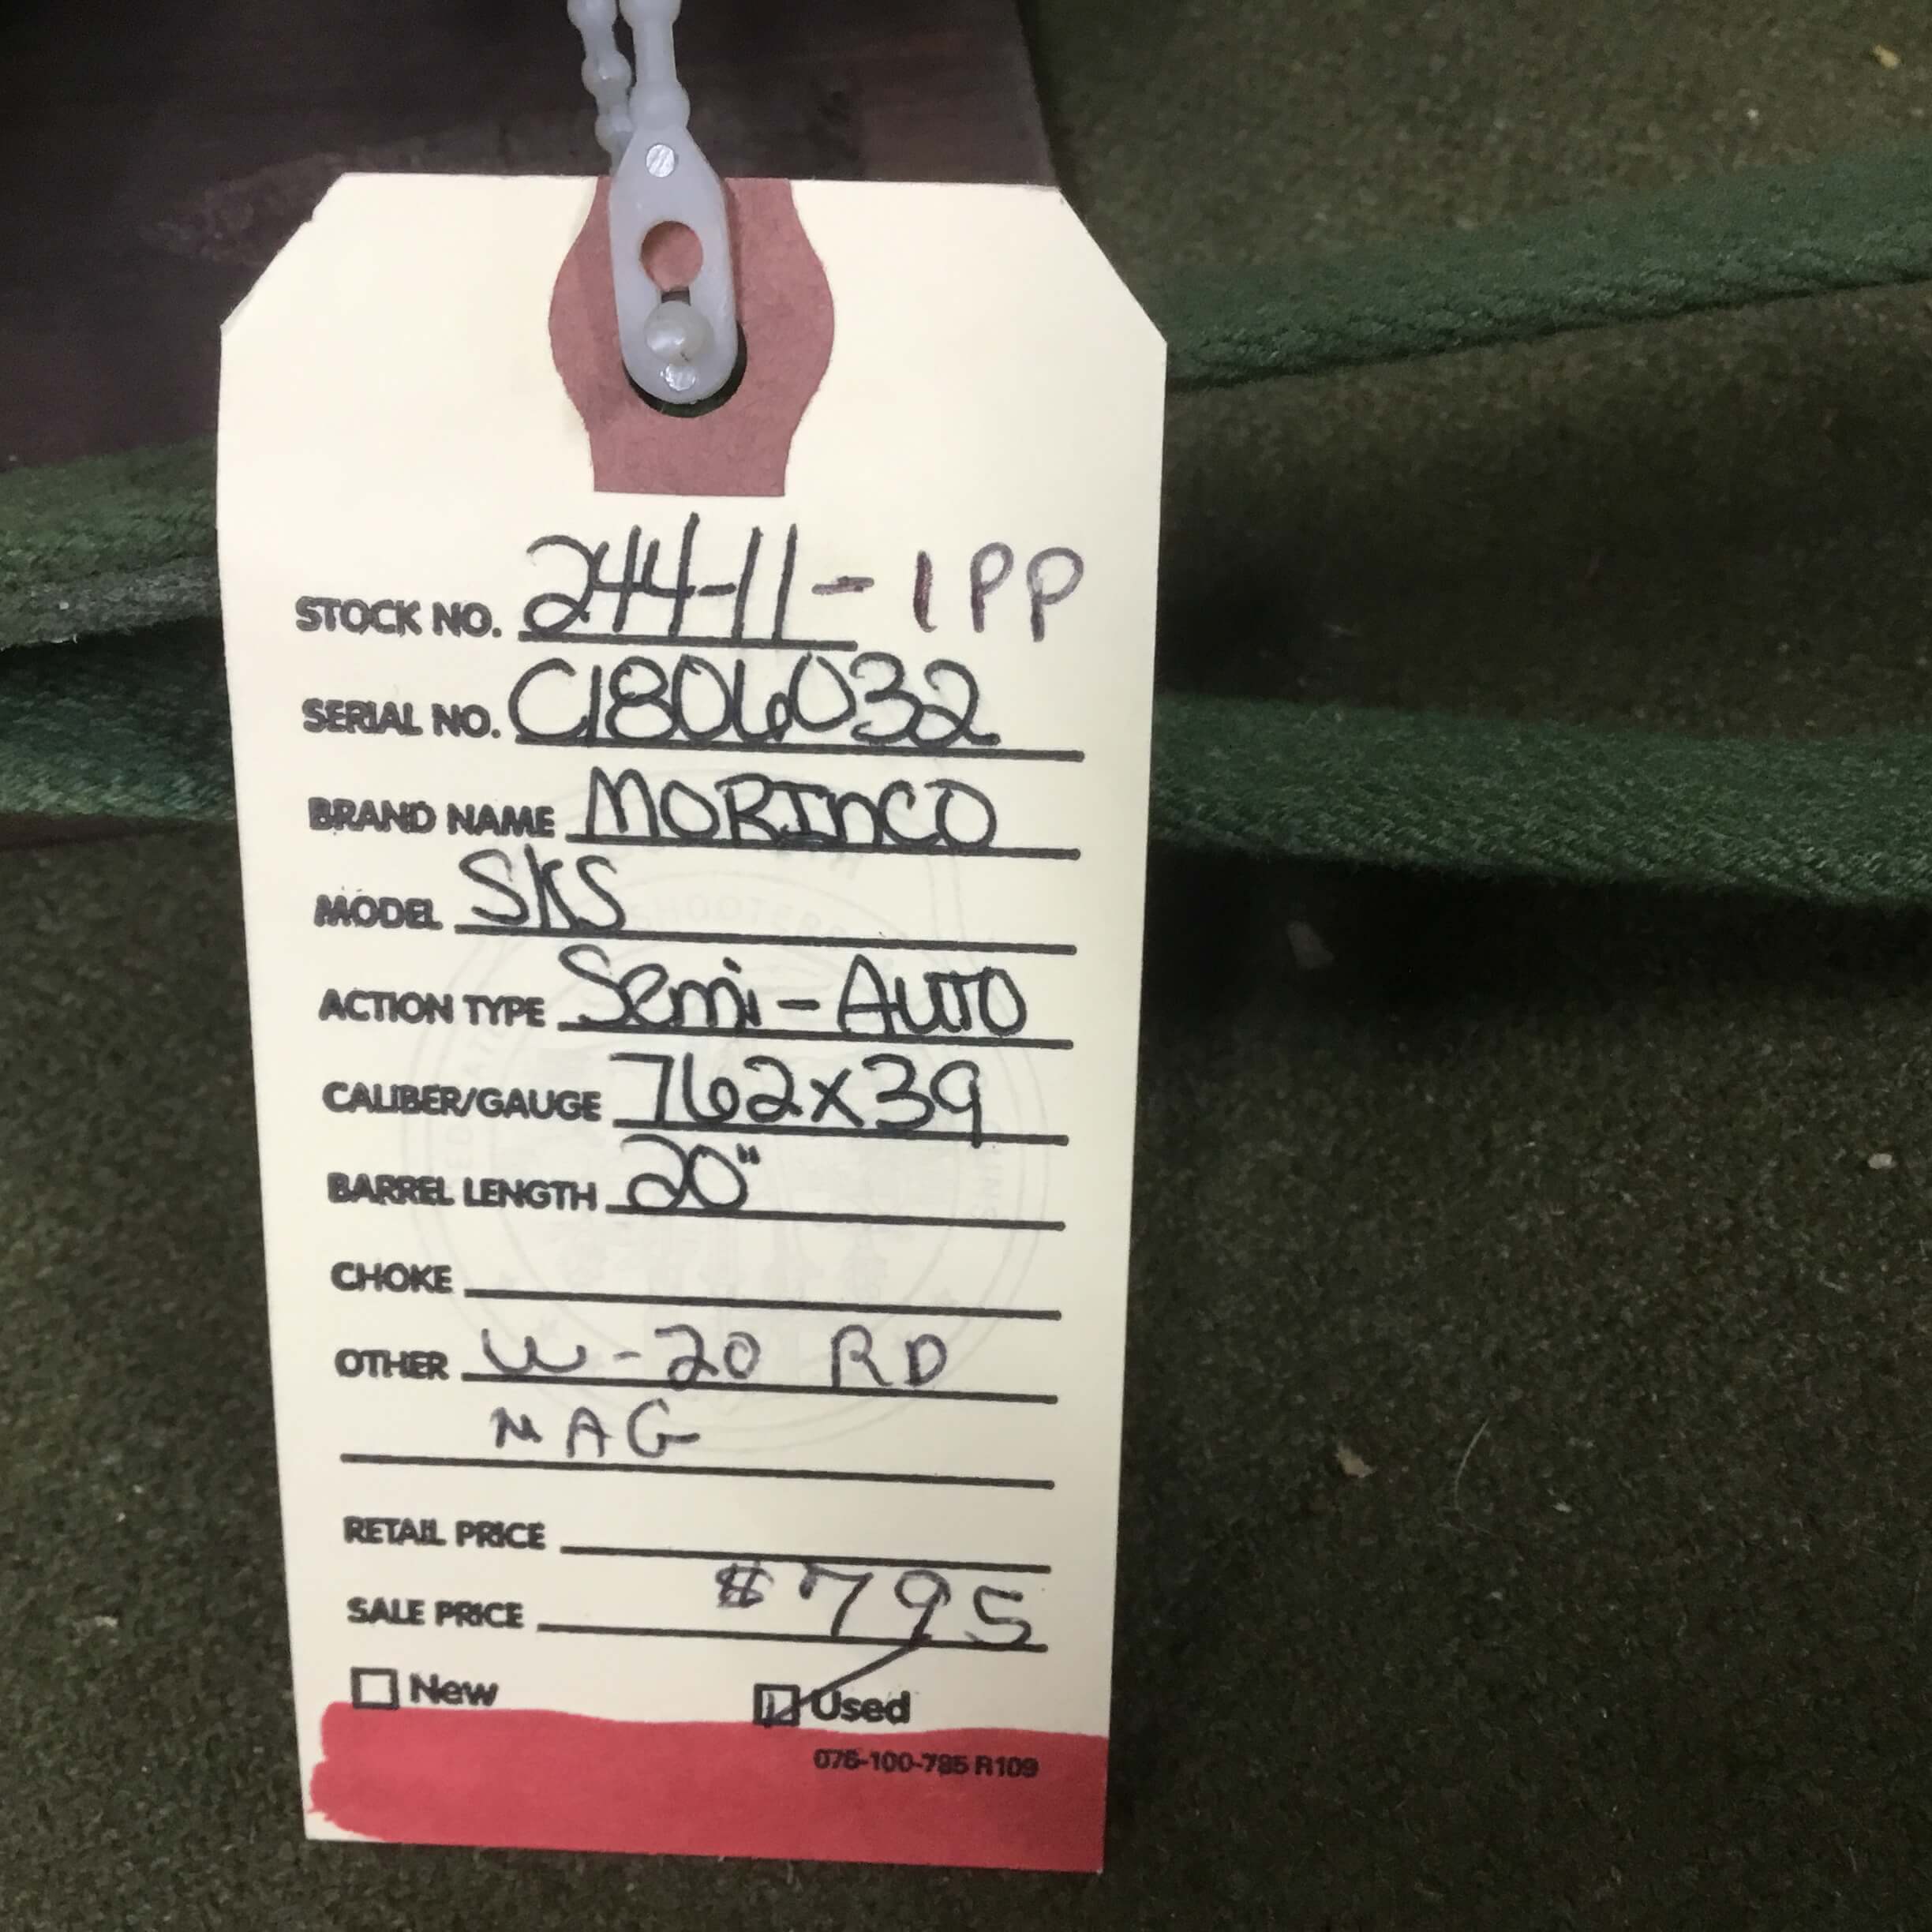 STOCK NO. 244-11-1PP
SERIAL NO. C1806032
BRAND NAME MORINCO
MODEL SKS
ACTION TYPE Semi-AUTO
CALIBER/GAUGE 762x39
BARREL LENGTH 20"
CHOKE
OTHER W-20 RD
MAG
RETAIL PRICE
SALE PRICE $795
New Used
076-100-785 R109